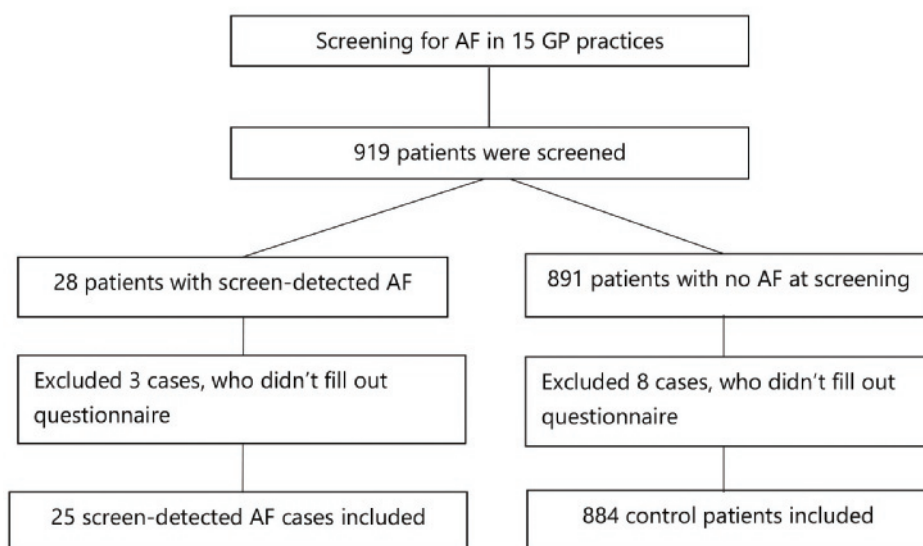 Screening for AF in 15 GP practices
919 patients were screened
28 patients with screen-detected AF
891 patients with no AF at screening
Excluded 3 cases, who didn't fill out
questionnaire
Excluded 8 cases, who didn't fill out
questionnaire
25 screen-detected AF cases included
884 control patients included